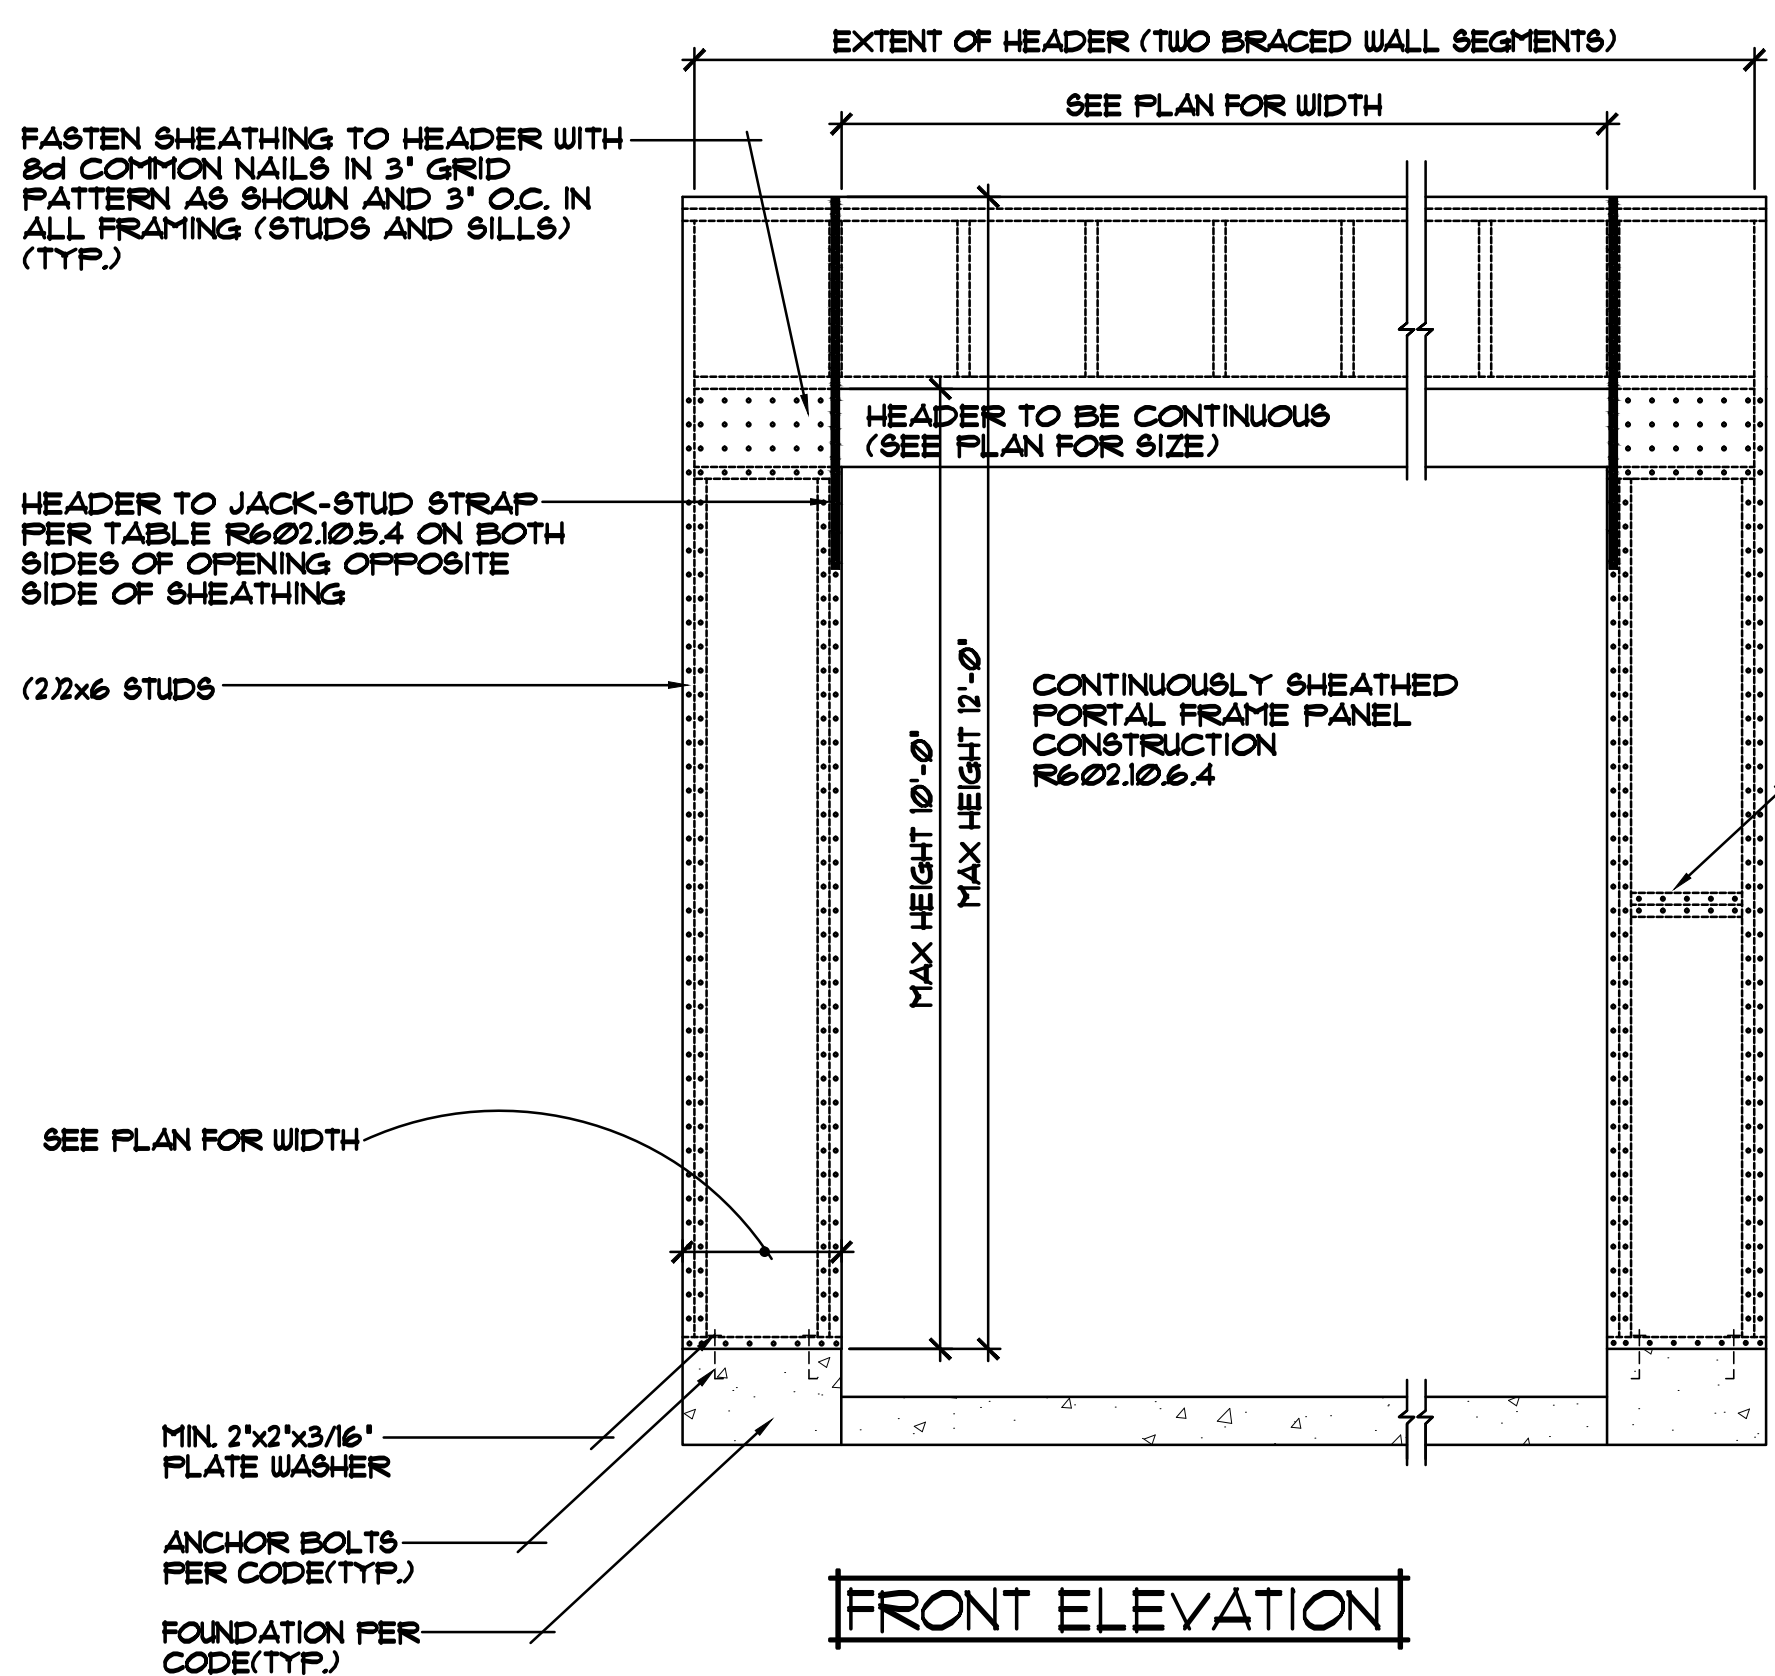 EXTENT OF HEADER (TWO BRACED WALL SEGMENTS)
SEE PLAN FOR WIDTH
FASTEN SHEATHING TO HEADER WITH
8d COMMON NAILS IN 3" GRID
PATTERN AS SHOWN AND 3" O.C. IN
ALL FRAMING (STUDS AND SILLS)
(TYP.)
HEADER TO BE CONTINUOUS
(SEE PLAN FOR SIZE)
HEADER TO JACK-STUD STRAP
PER TABLE R602.10.5.4 ON BOTH
SIDES OF OPENING OPPOSITE
SIDE OF SHEATHING
(2)2x6 STUDS
MAX HEIGHT 10'-0"
MAX HEIGHT 12'-0"
CONTINUOUSLY SHEATHED
PORTAL FRAME PANEL
CONSTRUCTION
R602.10.6.4
SEE PLAN FOR WIDTH
MIN. 2"x2"x3/16"
PLATE WASHER
ANCHOR BOLTS
PER CODE(TYP.)
FOUNDATION PER
CODE(TYP.)
FRONT ELEVATION